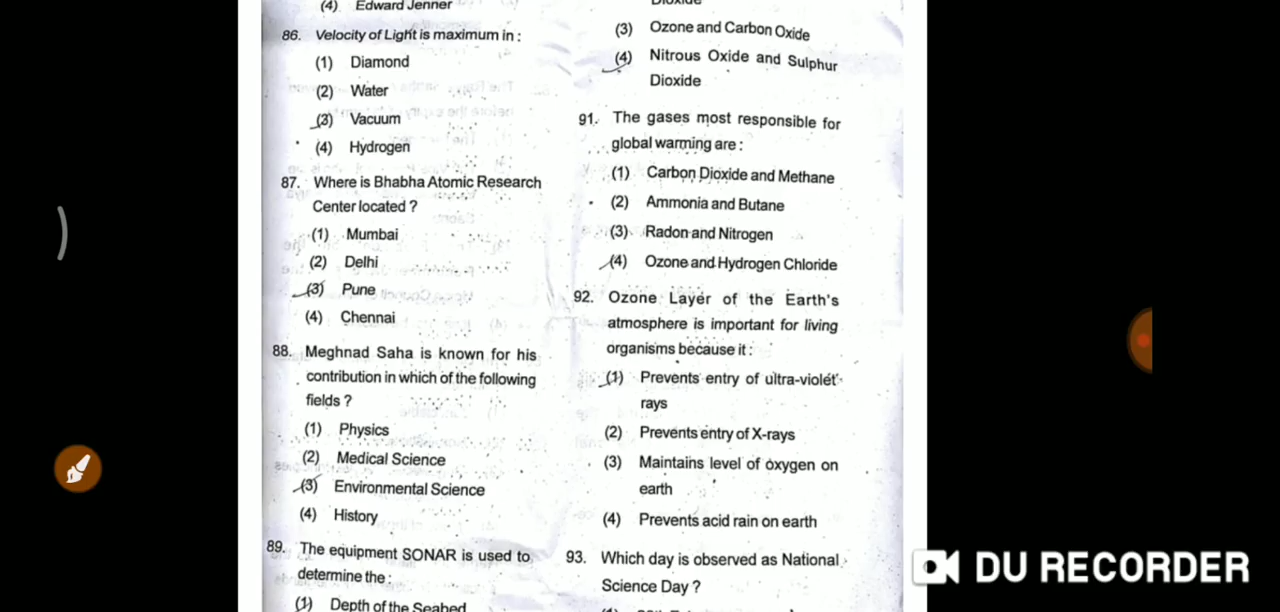 (4) Edward Jenner
86. Velocity of Light is maximum in :
(1) Diamond
(2) Water
(3) Vacuum
(4) Hydrogen
87. Where is Bhabha Atomic Research
Center located ?
(1) Mumbai
(2) Delhi
(3) Pune
(4) Chennai
88. Meghnad Saha is known for his
contribution in which of the following
fields ?
(1) Physics
(2) Medical Science
(3) Environmental Science
(4) History
89. The equipment SONAR is used to
determine the :
(1) Depth of the Seabed
Dioxide
(3) Ozone and Carbon Oxide
(4) Nitrous Oxide and Sulphur
Dioxide
91. The gases most responsible for
global warming are :
(1) Carbon Dioxide and Methane
(2) Ammonia and Butane
(3) Radon and Nitrogen
(4) Ozone and Hydrogen Chloride
92. Ozone Layer of the Earth's
atmosphere is important for living
organisms because it :
(1) Prevents entry of ultra-violet
rays
(2) Prevents entry of X-rays
(3) Maintains level of oxygen on
earth
(4) Prevents acid rain on earth
93. Which day is observed as National
Science Day ?
DU RECORDER